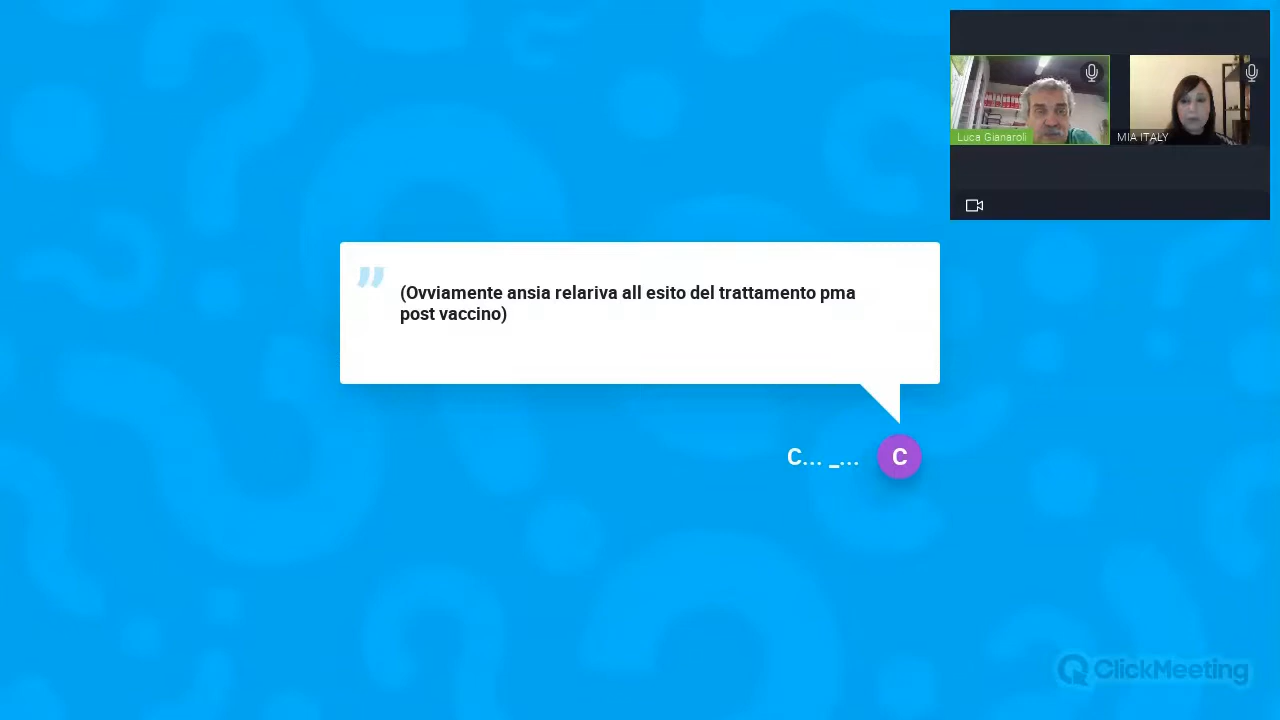 Luca Gianaroli
MIA ITALY
(Ovviamente ansia relariva all esito del trattamento pma
post vaccino)
C... _...
C
ClickMeeting